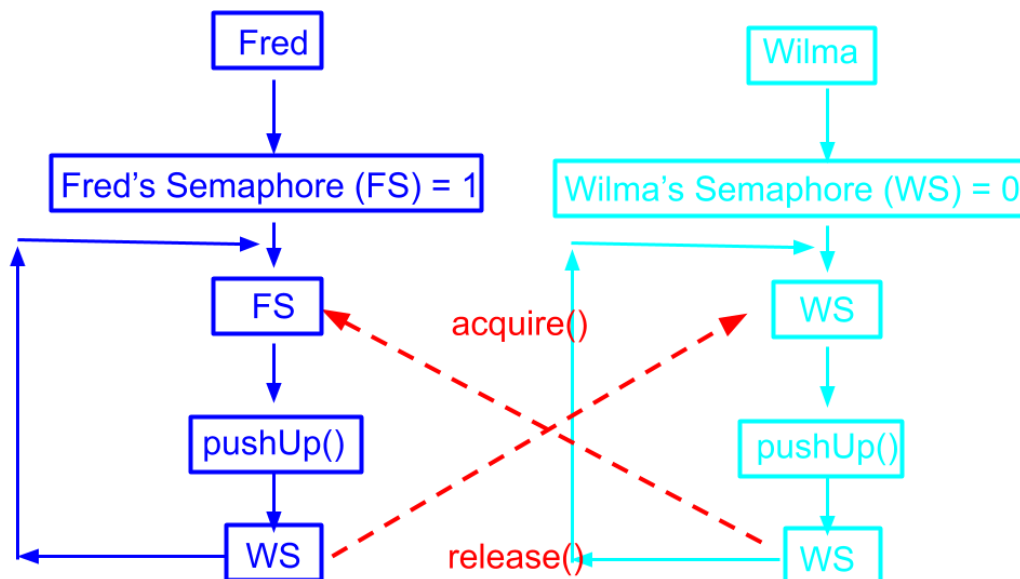 Fred
Wilma
Fred's Semaphore (FS) = 1
Wilma's Semaphore (WS) = 0
FS
WS
acquire()
pushUp()
pushUp()
WS
release()
WS